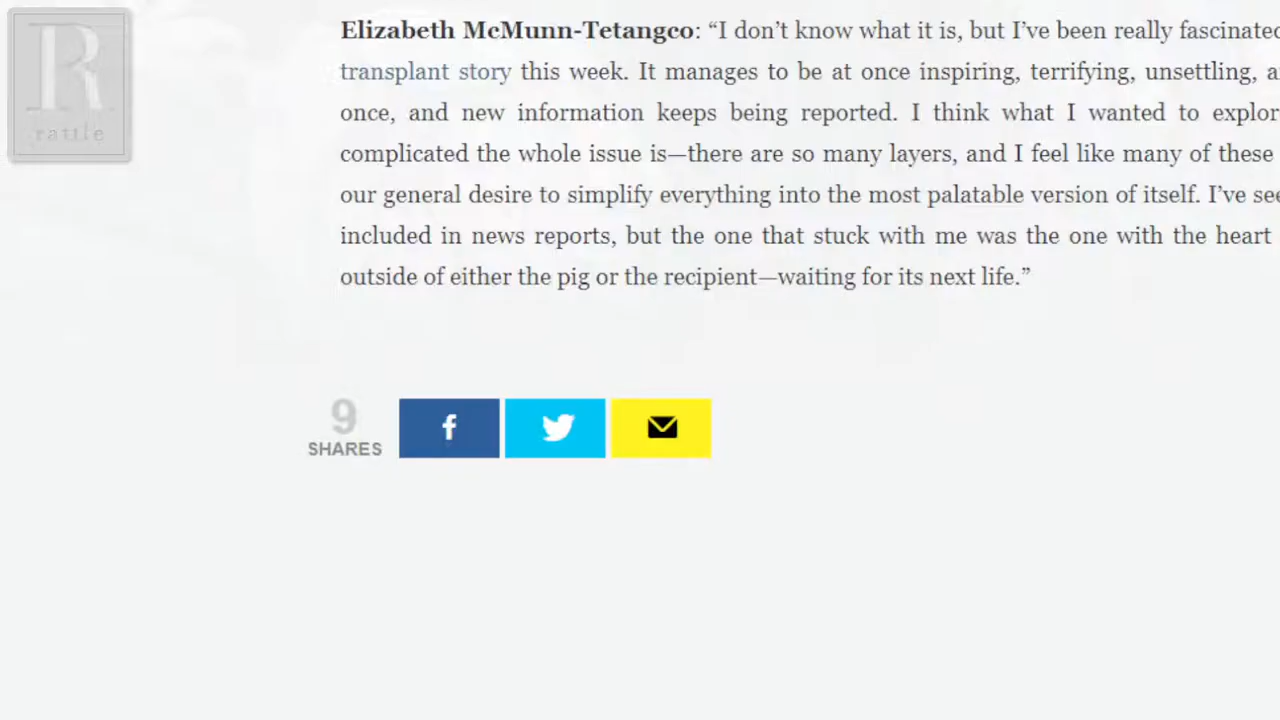 R
rattle
Elizabeth McMunn-Tetangco: “I don’t know what it is, but I’ve been really fascinated
transplant story this week. It manages to be at once inspiring, terrifying, unsettling,
once, and new information keeps being reported. I think what I wanted to
complicated the whole issue is—there are so many layers, and I feel like many of these
our general desire to simplify everything into the most palatable version of itself. I’ve
included in news reports, but the one that stuck with me was the one with the heart
outside of either the pig or the recipient—waiting for its next life.”
9
SHARES
f